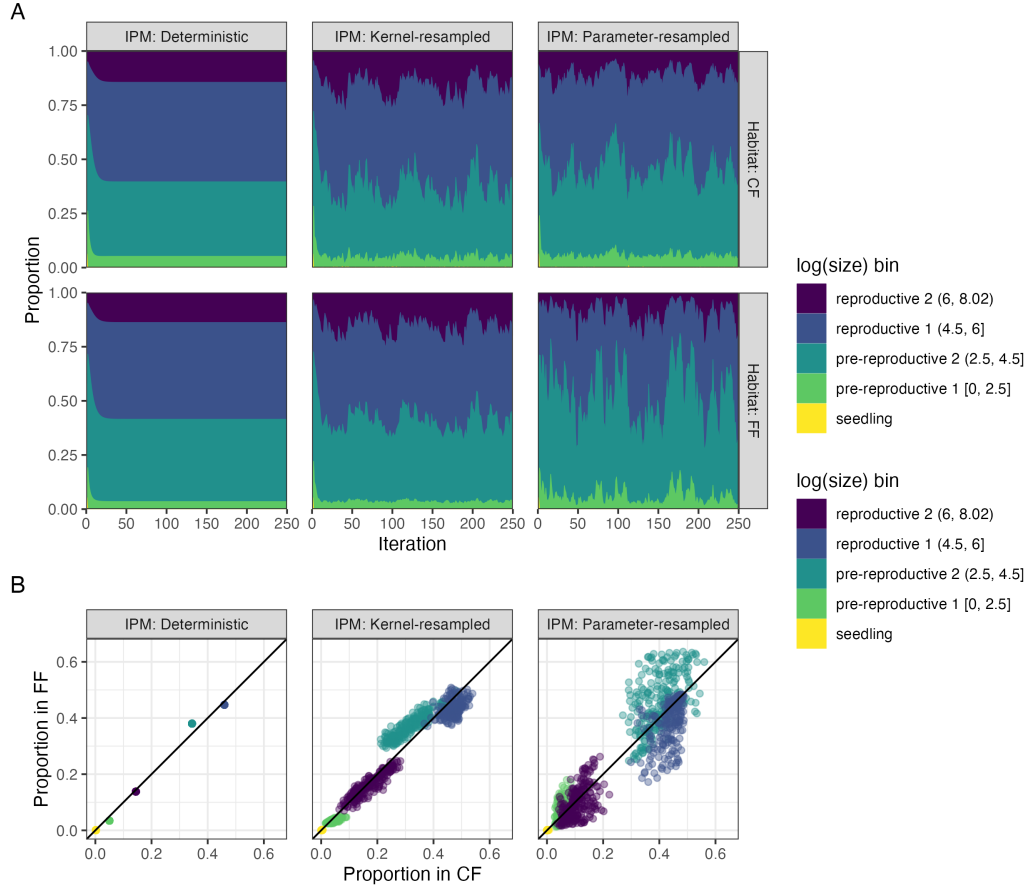 A
IPM: Deterministic
IPM: Kernel-resampled
IPM: Parameter-resampled
Proportion
1.00
0.75
0.50
0.25
0.00
Habitat: CF
1.00
0.75
0.50
0.25
0.00
Habitat: FF
0 50 100 150 200 250
0 50 100 150 200 250
0 50 100 150 200 250
Iteration
log(size) bin
reproductive 2 (6, 8.02)
reproductive 1 (4.5, 6]
pre-reproductive 2 (2.5, 4.5]
pre-reproductive 1 [0, 2.5]
seedling
log(size) bin
reproductive 2 (6, 8.02)
reproductive 1 (4.5, 6]
pre-reproductive 2 (2.5, 4.5]
pre-reproductive 1 [0, 2.5]
seedling
B
IPM: Deterministic
IPM: Kernel-resampled
IPM: Parameter-resampled
Proportion in FF
0.6
0.4
0.2
0.0
0.0 0.2 0.4 0.6
0.0 0.2 0.4 0.6
0.0 0.2 0.4 0.6
Proportion in CF